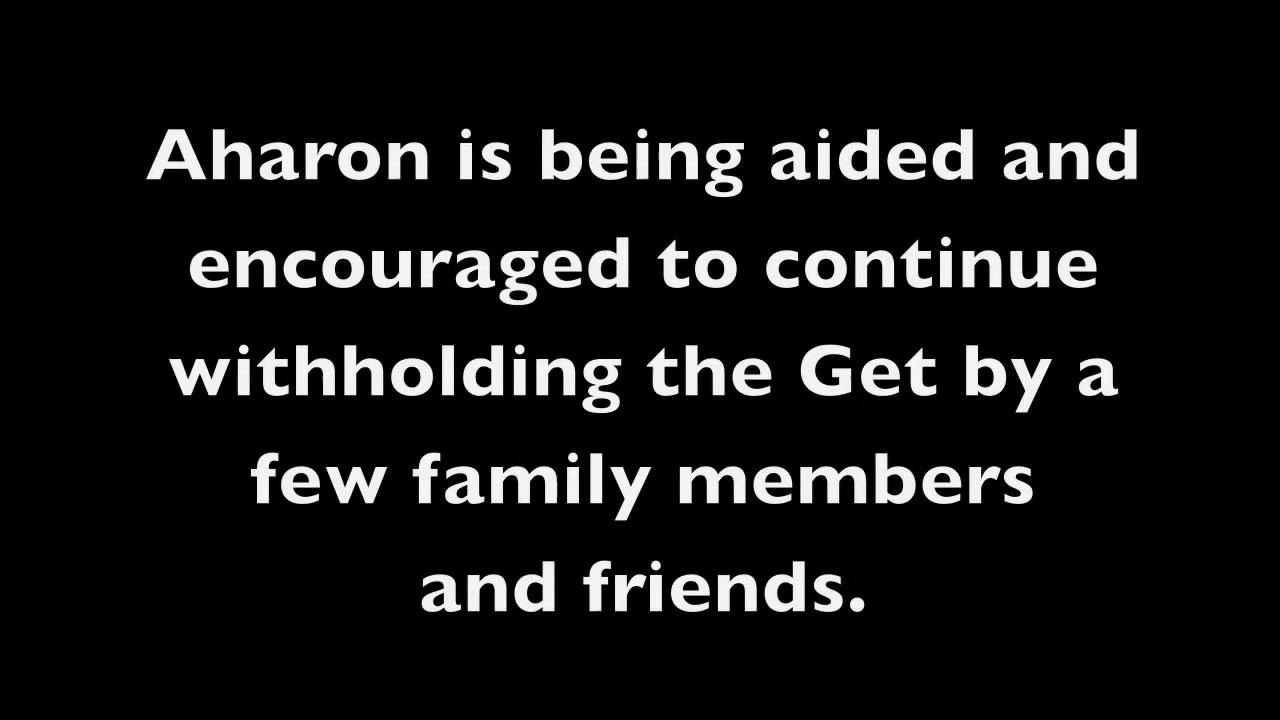 Aharon is being aided and
encouraged to continue
withholding the Get by a
few family members
and friends.